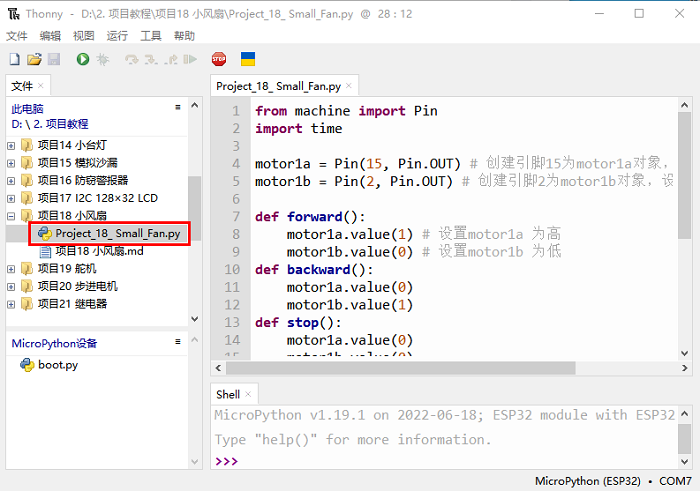 Thonny - D:\2. 项目教程\项目18 小风扇\Project_18_ Small_Fan.py @ 28 : 12
文件 编辑 视图 运行 工具 帮助
STOP
文件
此电脑
D: \ 2. 项目教程
项目14 小台灯
项目15 模拟沙漏
项目16 防窃警报器
项目17 I2C 128×32 LCD
项目18 小风扇
Project_18_ Small_Fan.py
项目18 小风扇.md
项目19 舵机
项目20 步进电机
项目21 继电器
MicroPython设备
boot.py
Project_18_ Small_Fan.py
1 from machine import Pin
2 import time
3
4 motor1a = Pin(15, Pin.OUT) # 创建引脚15为motor1a对象,
5 motor1b = Pin(2, Pin.OUT) # 创建引脚2为motor1b对象, 设
6
7 def forward():
8 motor1a.value(1) # 设置motor1a 为高
9 motor1b.value(0) # 设置motor1b 为低
10 def backward():
11 motor1a.value(0)
12 motor1b.value(1)
13 def stop():
14 motor1a.value(0)
15 motor1b.value(0)
Shell
MicroPython v1.19.1 on 2022-06-18; ESP32 module with ESP32
Type "help()" for more information.
>>>
MicroPython (ESP32) • COM7